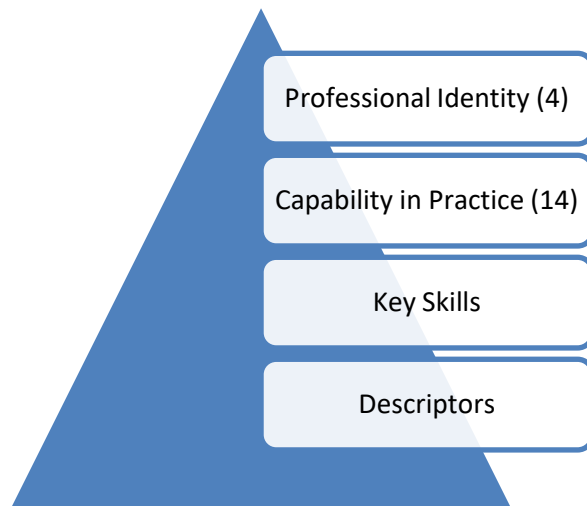 Professional Identity (4)
Capability in Practice (14)
Key Skills
Descriptors